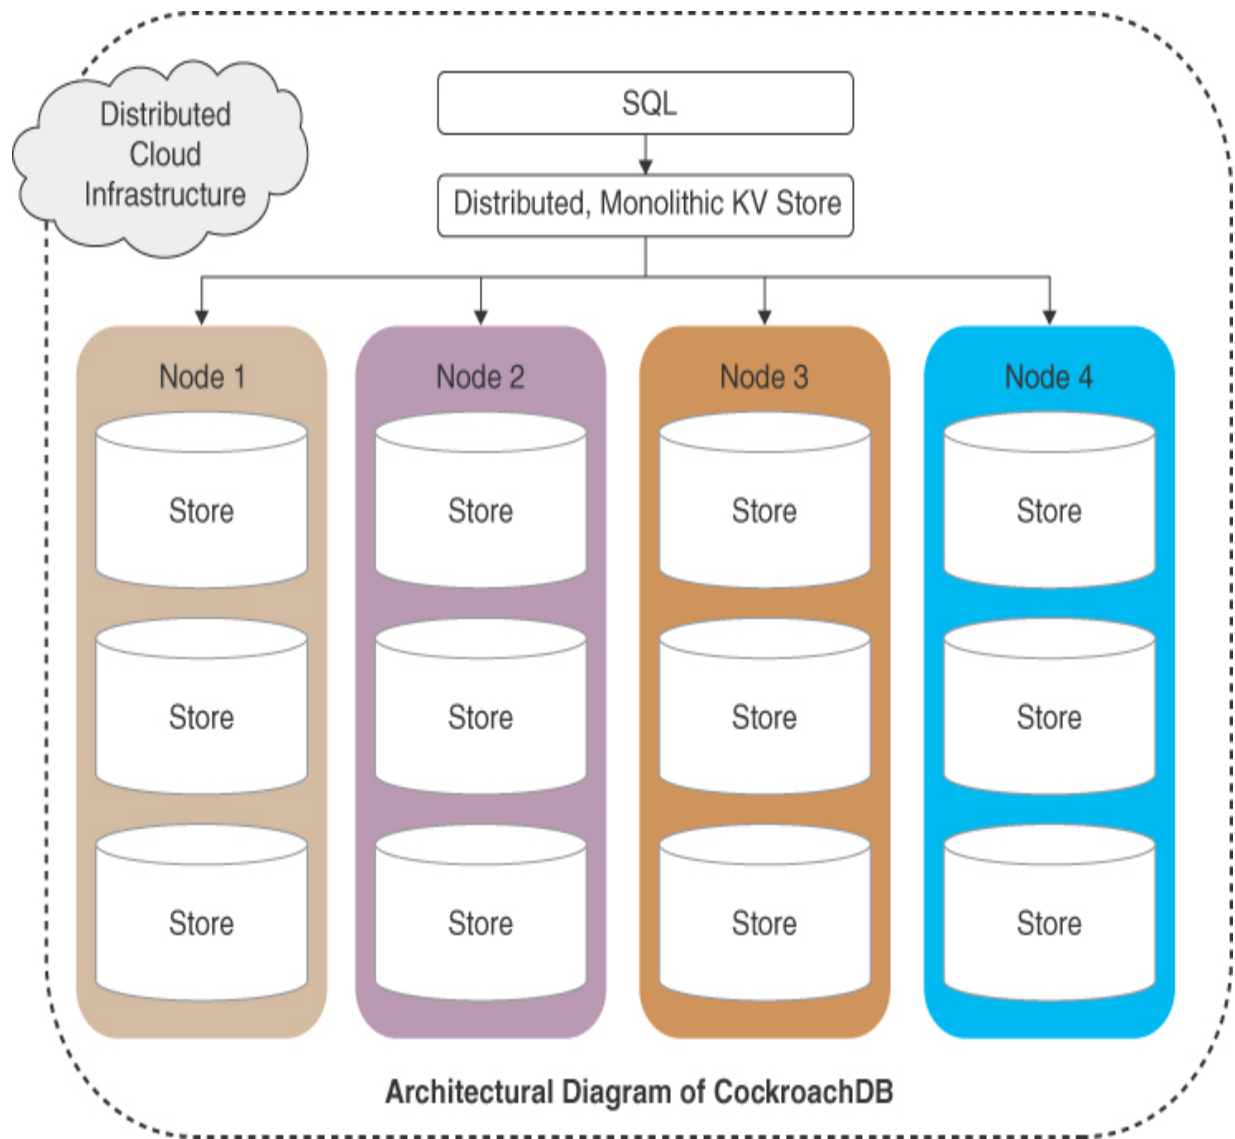 Distributed
Cloud
Infrastructure
SQL
Distributed, Monolithic KV Store
Node 1
Node 2
Node 3
Node 4
Store
Store
Store
Store
Store
Store
Store
Store
Store
Store
Store
Store
Architectural Diagram of CockroachDB